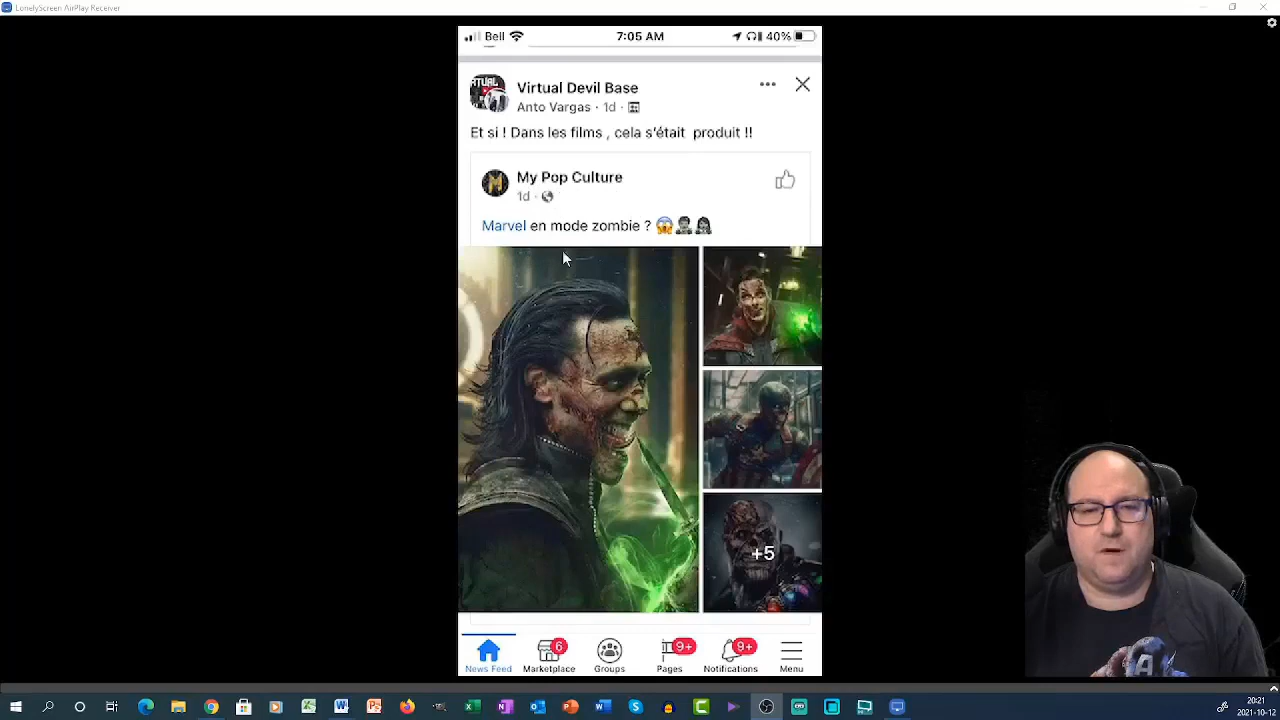 LonelyScreen AirPlay Receiver
Bell 7:05 AM 40%
Virtual Devil Base
Anto Vargas · 1d ·
Et si ! Dans les films , cela s'était produit !!
My Pop Culture
1d ·
Marvel en mode zombie ?
+5
6
9+
9+
News Feed Marketplace Groups Pages Notifications Menu
20:21
2021-10-12